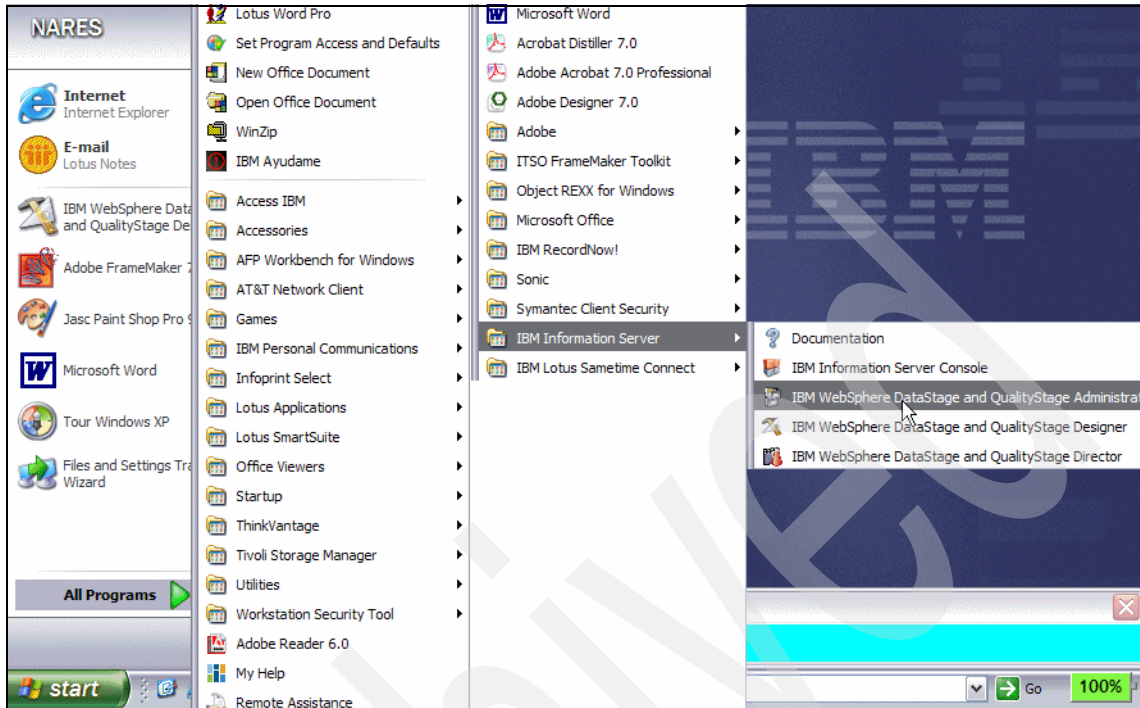 NARES
Internet
Internet Explorer
E-mail
Lotus Notes
IBM WebSphere Data
and QualityStage De
Adobe FrameMaker 7
Jasc Paint Shop Pro 9
Microsoft Word
Tour Windows XP
Files and Settings Tra
Wizard
All Programs
start
Lotus Word Pro
Set Program Access and Defaults
New Office Document
Open Office Document
WinZip
IBM Ayudame
Access IBM
Accessories
AFP Workbench for Windows
AT&T Network Client
Games
IBM Personal Communications
Infoprint Select
Lotus Applications
Lotus SmartSuite
Office Viewers
Startup
ThinkVantage
Tivoli Storage Manager
Utilities
Workstation Security Tool
Adobe Reader 6.0
My Help
Remote Assistance
Microsoft Word
Acrobat Distiller 7.0
Adobe Acrobat 7.0 Professional
Adobe Designer 7.0
Adobe
ITSO FrameMaker Toolkit
Object REXX for Windows
Microsoft Office
IBM RecordNow!
Sonic
Symantec Client Security
IBM Information Server
IBM Lotus Sametime Connect
IBM
Documentation
IBM Information Server Console
IBM WebSphere DataStage and QualityStage Administrat
IBM WebSphere DataStage and QualityStage Designer
IBM WebSphere DataStage and QualityStage Director
Go
100%